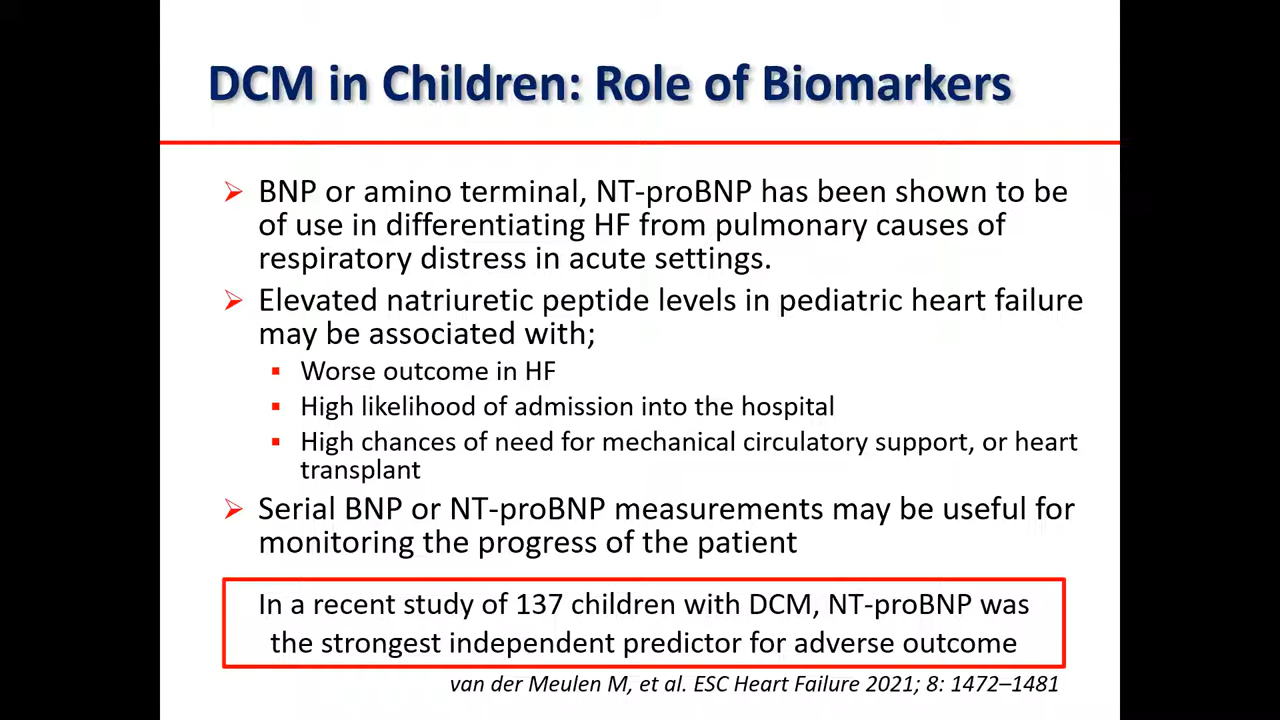 DCM in Children: Role of Biomarkers
BNP or amino terminal, NT-proBNP has been shown to be
of use in differentiating HF from pulmonary causes of
respiratory distress in acute settings.
Elevated natriuretic peptide levels in pediatric heart failure
may be associated with;
Worse outcome in HF
High likelihood of admission into the hospital
High chances of need for mechanical circulatory support, or heart
transplant
Serial BNP or NT-proBNP measurements may be useful for
monitoring the progress of the patient
In a recent study of 137 children with DCM, NT-proBNP was
the strongest independent predictor for adverse outcome
van der Meulen M, et al. ESC Heart Failure 2021; 8: 1472–1481